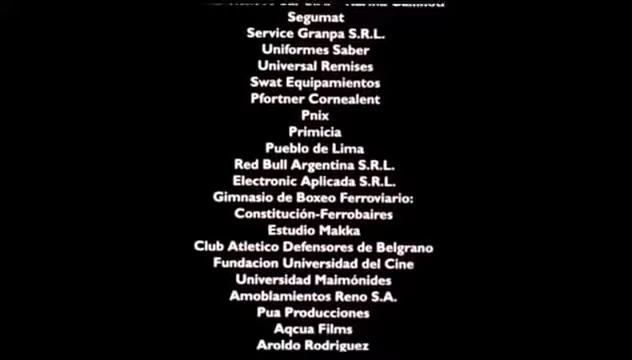 Segumat
Service Granpa S.R.L.
Uniformes Saber
Universal Remises
Swat Equipamientos
Pfortner Cornealent
Pnix
Primicia
Pueblo de Lima
Red Bull Argentina S.R.L.
Electronic Aplicada S.R.L.
Gimnasio de Boxeo Ferroviario:
Constitución-Ferrobaires
Estudio Makka
Club Atletico Defensores de Belgrano
Fundacion Universidad del Cine
Universidad Maimónides
Amoblamientos Reno S.A.
Pua Producciones
Aqcua Films
Aroldo Rodriguez